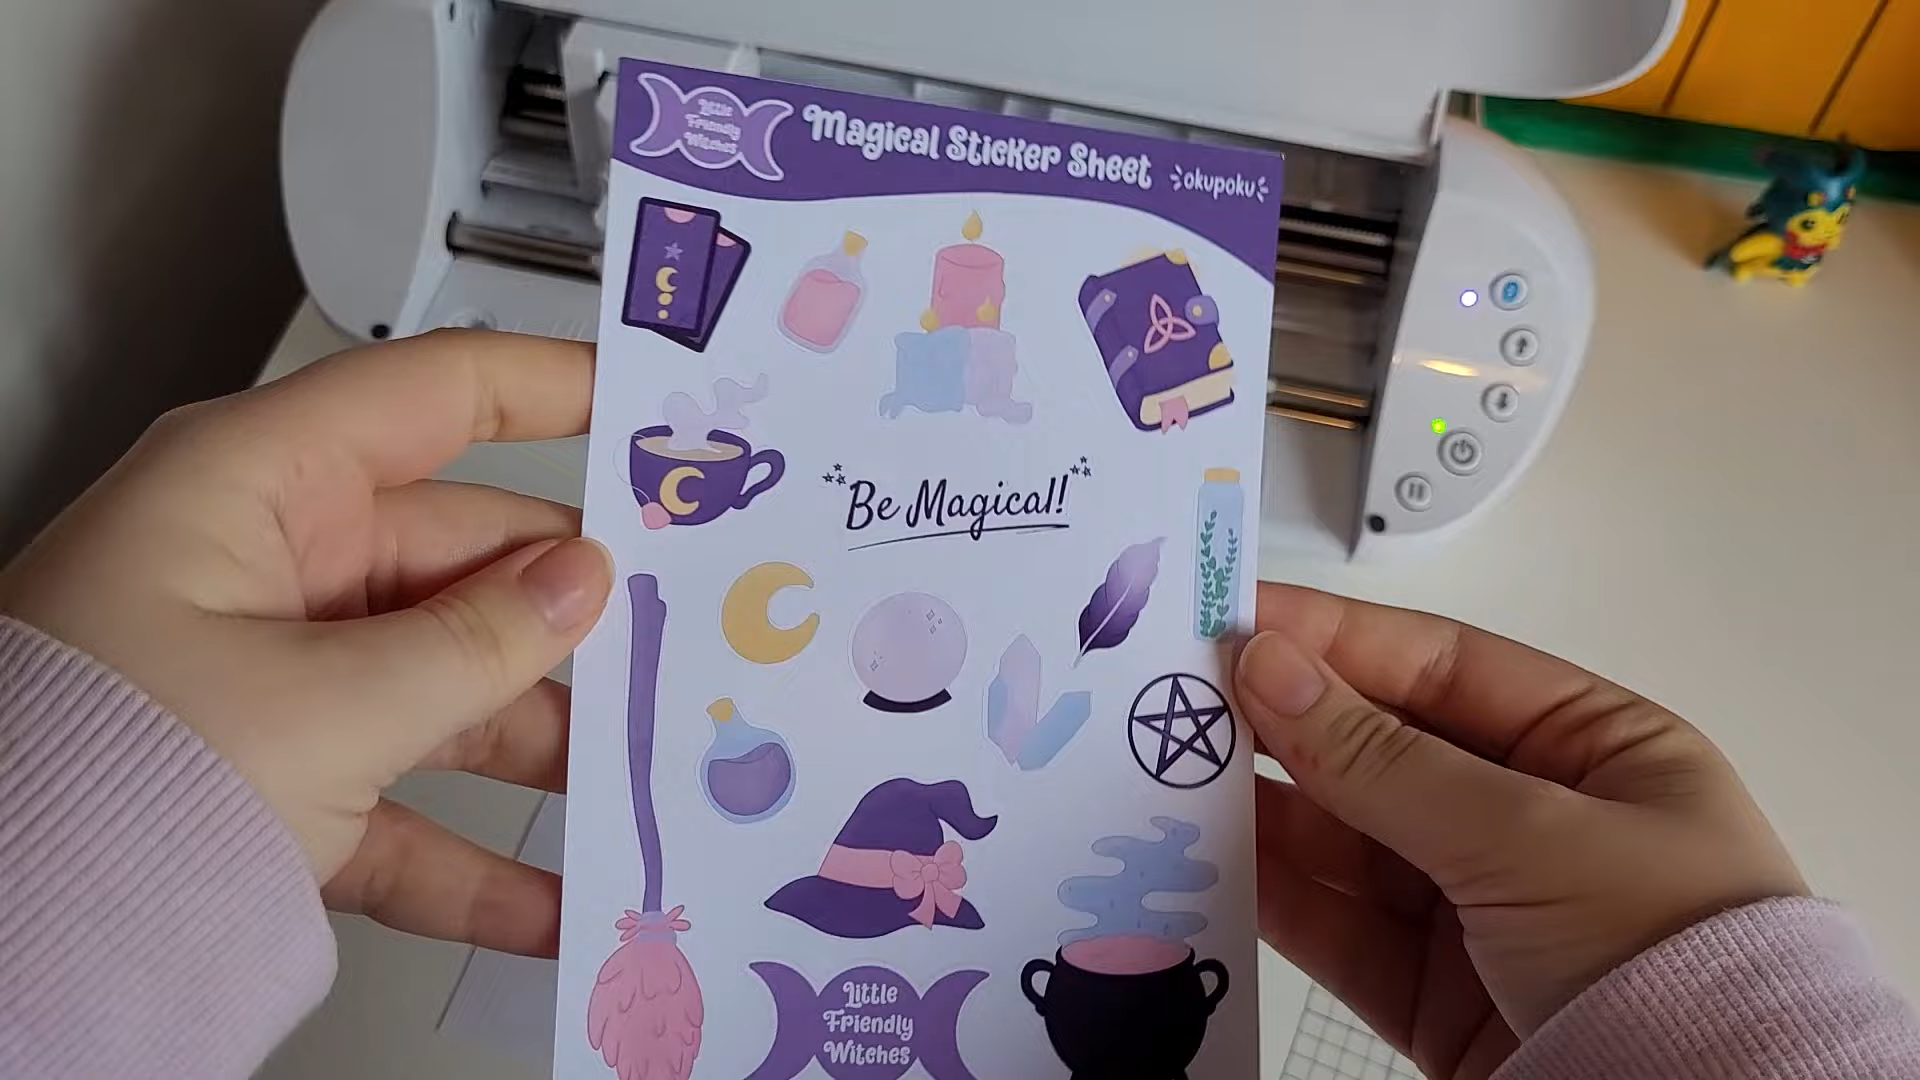 Little
Friendly
Witches
Magical Sticker Sheet
okupoku
Be Magical!
Little
Friendly
Witches